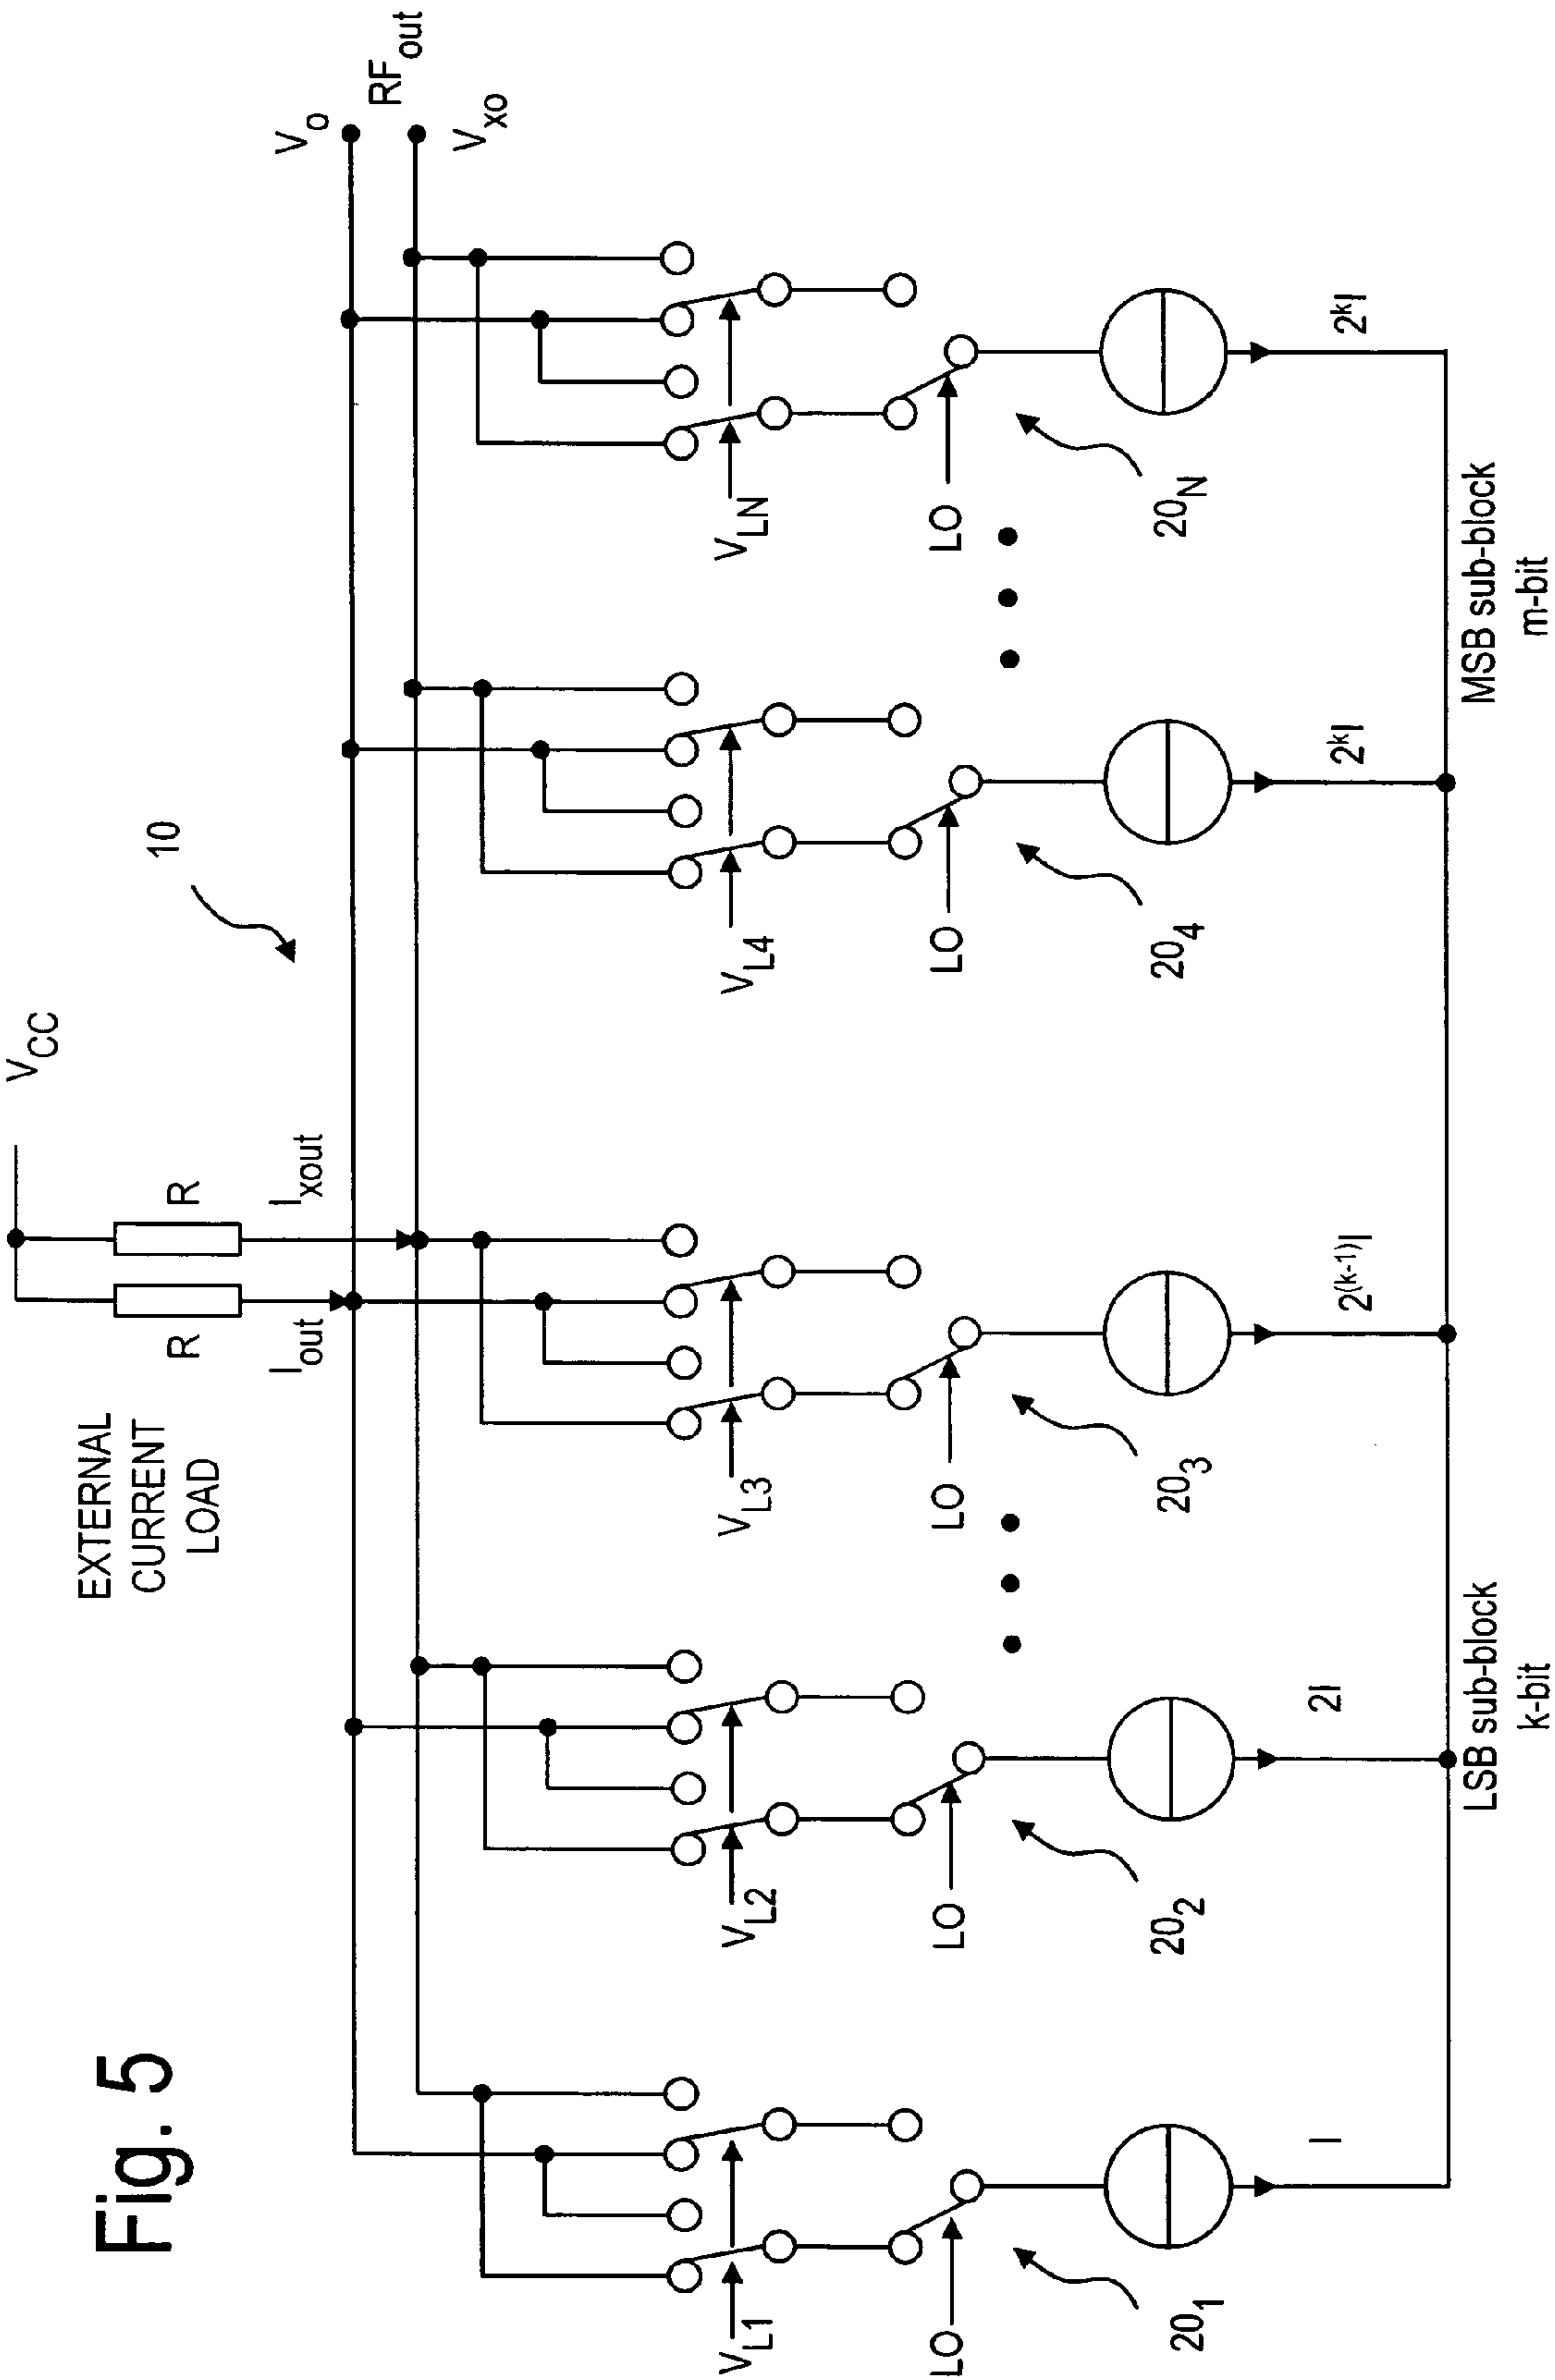 Fig. 5
EXTERNAL
CURRENT
LOAD
V_CC
R
R
I_out
I_xout
10
V_o
RF_out
V_xo
V_L1
V_L2
V_L3
V_L4
V_LN
LO
LO
LO
LO
LO
20_1
20_2
20_3
20_4
20_N
I
2I
2^(k-1)I
2^kI
2^kI
LSB sub-block
k-bit
MSB sub-block
m-bit